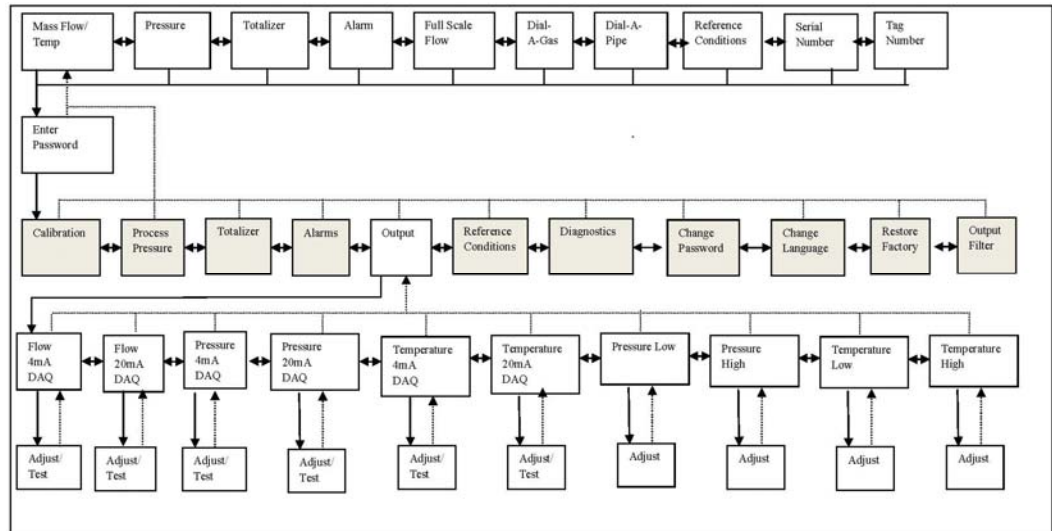 Mass Flow/
Temp
Pressure
Totalizer
Alarm
Full Scale
Flow
Dial-
A-Gas
Dial-A-
Pipe
Reference
Conditions
Serial
Number
Tag
Number
Enter
Password
Calibration
Process
Pressure
Totalizer
Alarms
Output
Reference
Conditions
Diagnostics
Change
Password
Change
Language
Restore
Factory
Output
Filter
Flow
4mA
DAQ
Flow
20mA
DAQ
Pressure
4mA
DAQ
Pressure
20mA
DAQ
Temperature
4mA
DAQ
Temperature
20mA
DAQ
Pressure Low
Pressure
High
Temperature
Low
Temperature
High
Adjust/
Test
Adjust/
Test
Adjust/
Test
Adjust/
Test
Adjust/
Test
Adjust/
Test
Adjust
Adjust
Adjust
Adjust